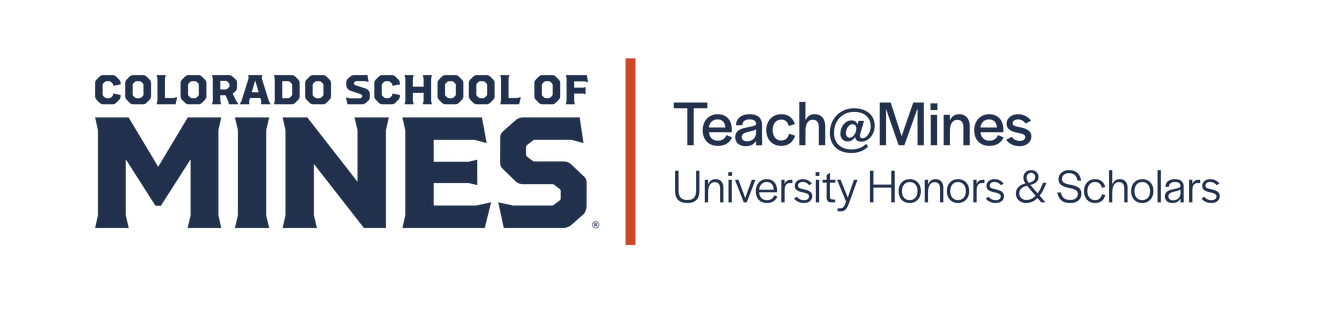 COLORADO SCHOOL OF
MINES®
Teach@Mines
University Honors & Scholars